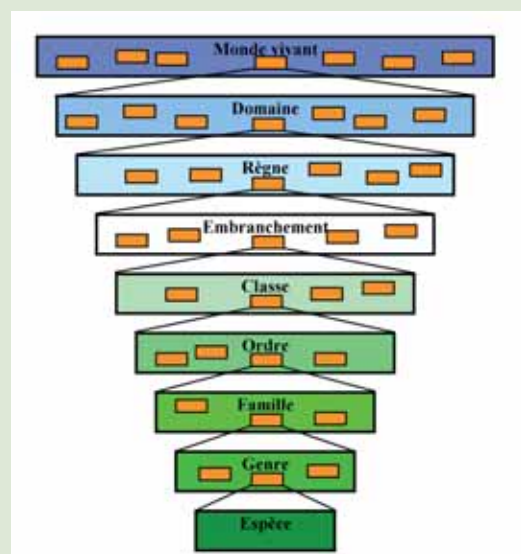 Monde vivant
Domaine
Règne
Embranchement
Classe
Ordre
Famille
Genre
Espèce